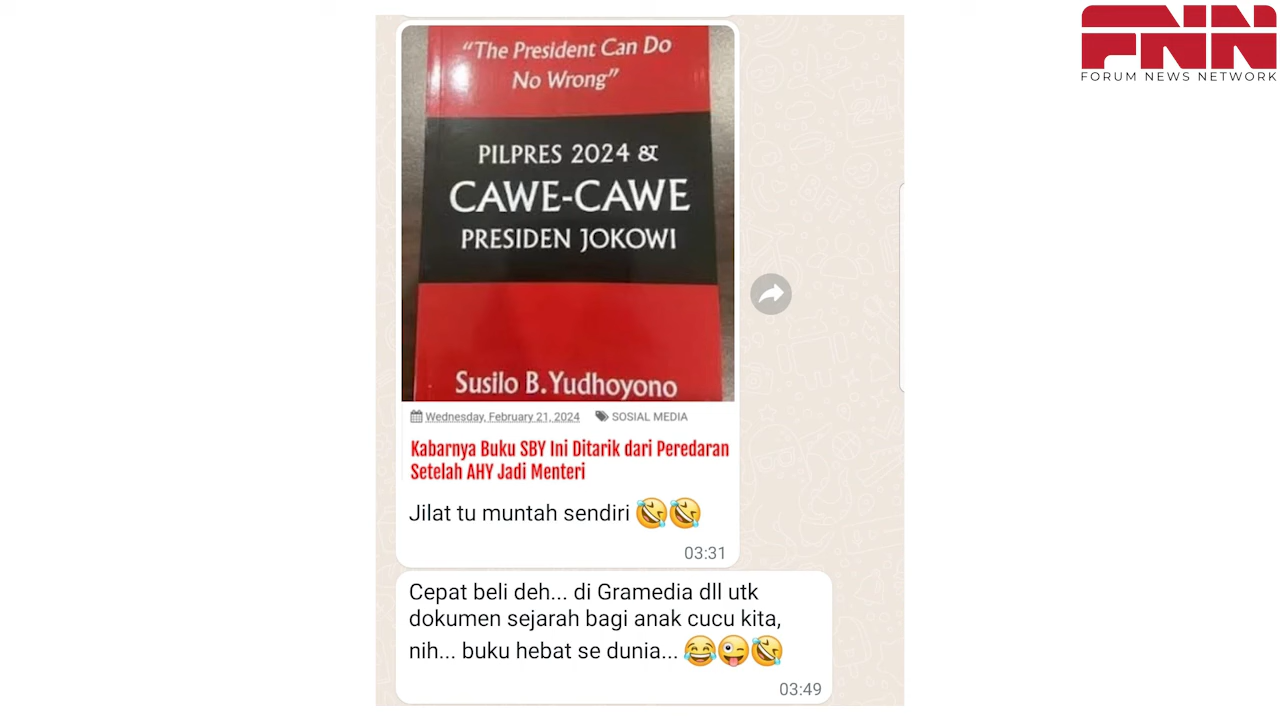 FNN
FORUM NEWS NETWORK
"The President Can Do
No Wrong"
PILPRES 2024 &
CAWE-CAWE
PRESIDEN JOKOWI
Susilo B. Yudhoyono
Wednesday, February 21, 2024 SOSIAL MEDIA
Kabarnya Buku SBY Ini Ditarik dari Peredaran
Setelah AHY Jadi Menteri
Jilat tu muntah sendiri 🤣🤣
03:31
Cepat beli deh... di Gramedia dll utk
dokumen sejarah bagi anak cucu kita,
nih... buku hebat se dunia... 😂😜🤣
03:49